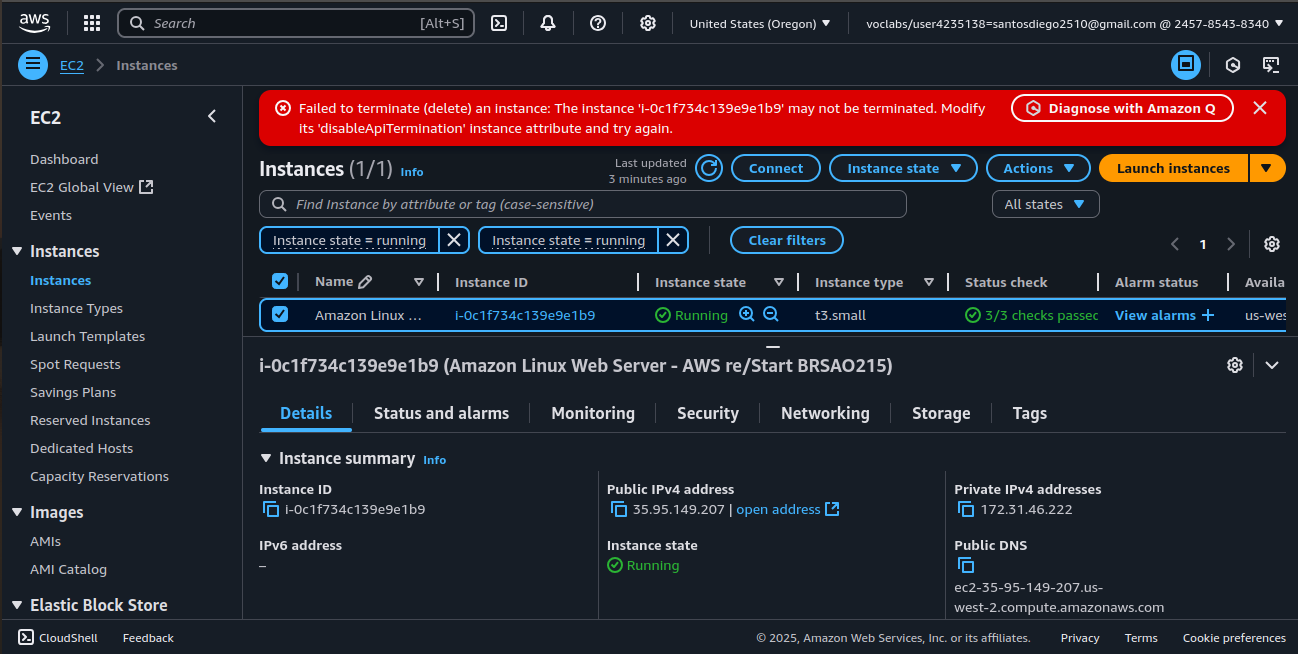 aws
Search [Alt+S]
United States (Oregon)
voclabs/user4235138=santosdiego2510@gmail.com @ 2457-8543-8340
EC2 > Instances
EC2
Dashboard
EC2 Global View
Events
Instances
Instances
Instance Types
Launch Templates
Spot Requests
Savings Plans
Reserved Instances
Dedicated Hosts
Capacity Reservations
Images
AMIs
AMI Catalog
Elastic Block Store
Failed to terminate (delete) an instance: The instance 'i-0c1f734c139e9e1b9' may not be terminated. Modify
its 'disableApiTermination' instance attribute and try again.
Diagnose with Amazon Q
Instances (1/1) Info
Last updated
3 minutes ago
Connect
Instance state
Actions
Launch instances
Find Instance by attribute or tag (case-sensitive)
All states
Instance state = running
Instance state = running
Clear filters
1
Name Instance ID Instance state Instance type Status check Alarm status Availa
Amazon Linux ... i-0c1f734c139e9e1b9 Running t3.small 3/3 checks passec View alarms + us-wes
i-0c1f734c139e9e1b9 (Amazon Linux Web Server - AWS re/Start BRSAO215)
Details Status and alarms Monitoring Security Networking Storage Tags
Instance summary Info
Instance ID
i-0c1f734c139e9e1b9
IPv6 address
–
Public IPv4 address
35.95.149.207 | open address
Instance state
Running
Private IPv4 addresses
172.31.46.222
Public DNS
ec2-35-95-149-207.us-
west-2.compute.amazonaws.com
CloudShell Feedback
© 2025, Amazon Web Services, Inc. or its affiliates. Privacy Terms Cookie preferences